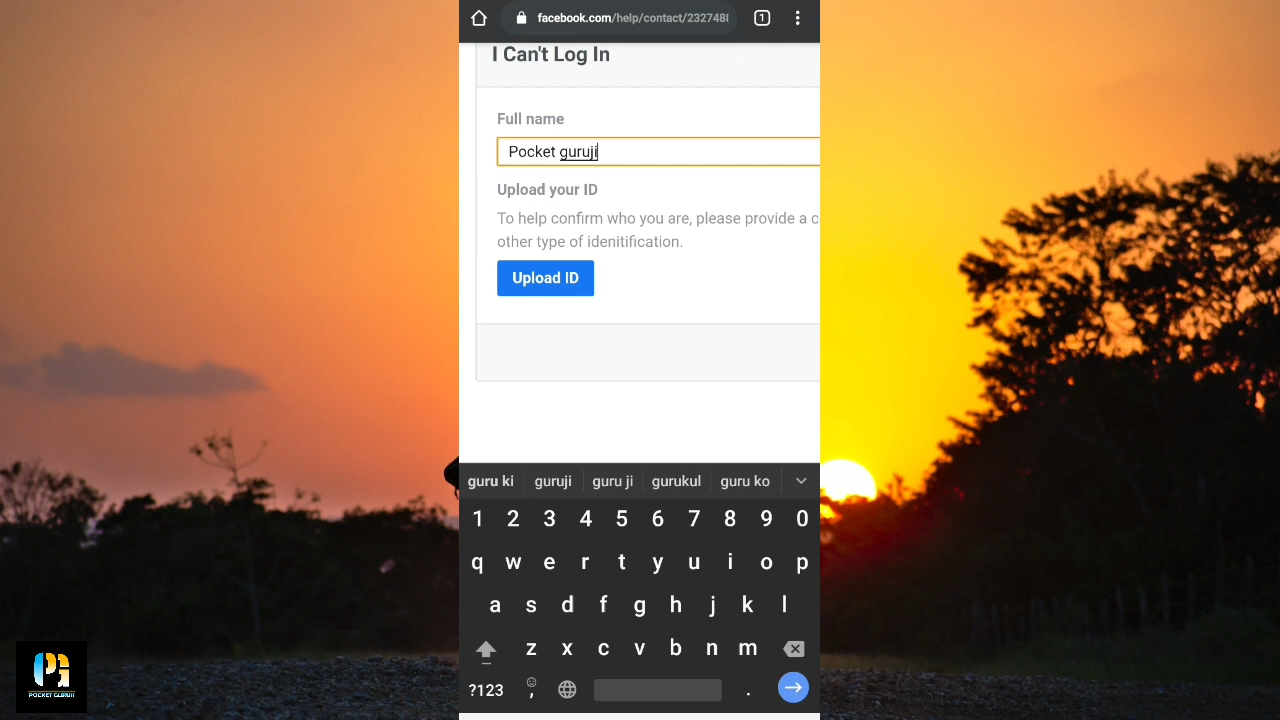 facebook.com/help/contact/2327488
1
I Can't Log In
Full name
Pocket guruji
Upload your ID
To help confirm who you are, please provide a c
other type of idenitification.
Upload ID
guru ki guruji guru ji gurukul guru ko
1 2 3 4 5 6 7 8 9 0
q w e r t y u i o p
a s d f g h j k l
z x c v b n m
?123 , .
PG
POCKET GURUJI